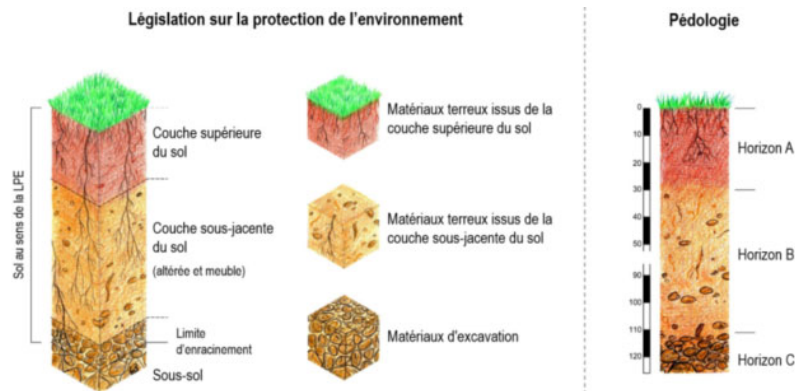 Législation sur la protection de l'environnement
Sol au sens de la LPE
Couche supérieure
du sol
Couche sous-jacente
du sol
(altérée et meuble)
Limite
d'enracinement
Sous-sol
Matériaux terreux issus de la
couche supérieure du sol
Matériaux terreux issus de la
couche sous-jacente du sol
Matériaux d'excavation
Pédologie
0
10
20
30
40
50
90
100
110
120
Horizon A
Horizon B
Horizon C